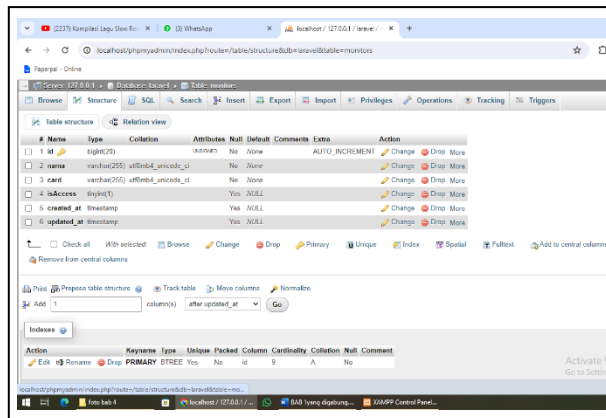 (2237) Kompilasi Lagu Slow Ro × (3) WhatsApp × localhost / 127.0.0.1 / laravel / × +
localhost/phpmyadmin/index.php?route=/table/structure&db=laravel&table=monitors
Paperpal - Online
Server: 127.0.0.1 » Database: laravel » Table: monitors
Browse Structure SQL Search Insert Export Import Privileges Operations Tracking Triggers
Table structure Relation view
# Name Type Collation Attributes Null Default Comments Extra Action
1 id bigint(20) UNSIGNED No None AUTO_INCREMENT Change Drop More
2 nama varchar(255) utf8mb4_unicode_ci No None Change Drop More
3 card varchar(255) utf8mb4_unicode_ci No None Change Drop More
4 isAccess tinyint(1) Yes NULL Change Drop More
5 created_at timestamp Yes NULL Change Drop More
6 updated_at timestamp Yes NULL Change Drop More
Check all With selected: Browse Change Drop Primary Unique Index Spatial Fulltext Add to central columns
Remove from central columns
Print Propose table structure Track table Move columns Normalize
Add 1 column(s) after updated_at Go
Indexes
Action Keyname Type Unique Packed Column Cardinality Collation Null Comment
Edit Rename Drop PRIMARY BTREE Yes No id 9 A No
Activate
Go to Settin
localhost/phpmyadmin/index.php?route=/table/structure&db=laravel&table=mo...
foto bab 4 localhost / 127.0.0.1 / ... BAB 1yang digabung... XAMPP Control Panel...